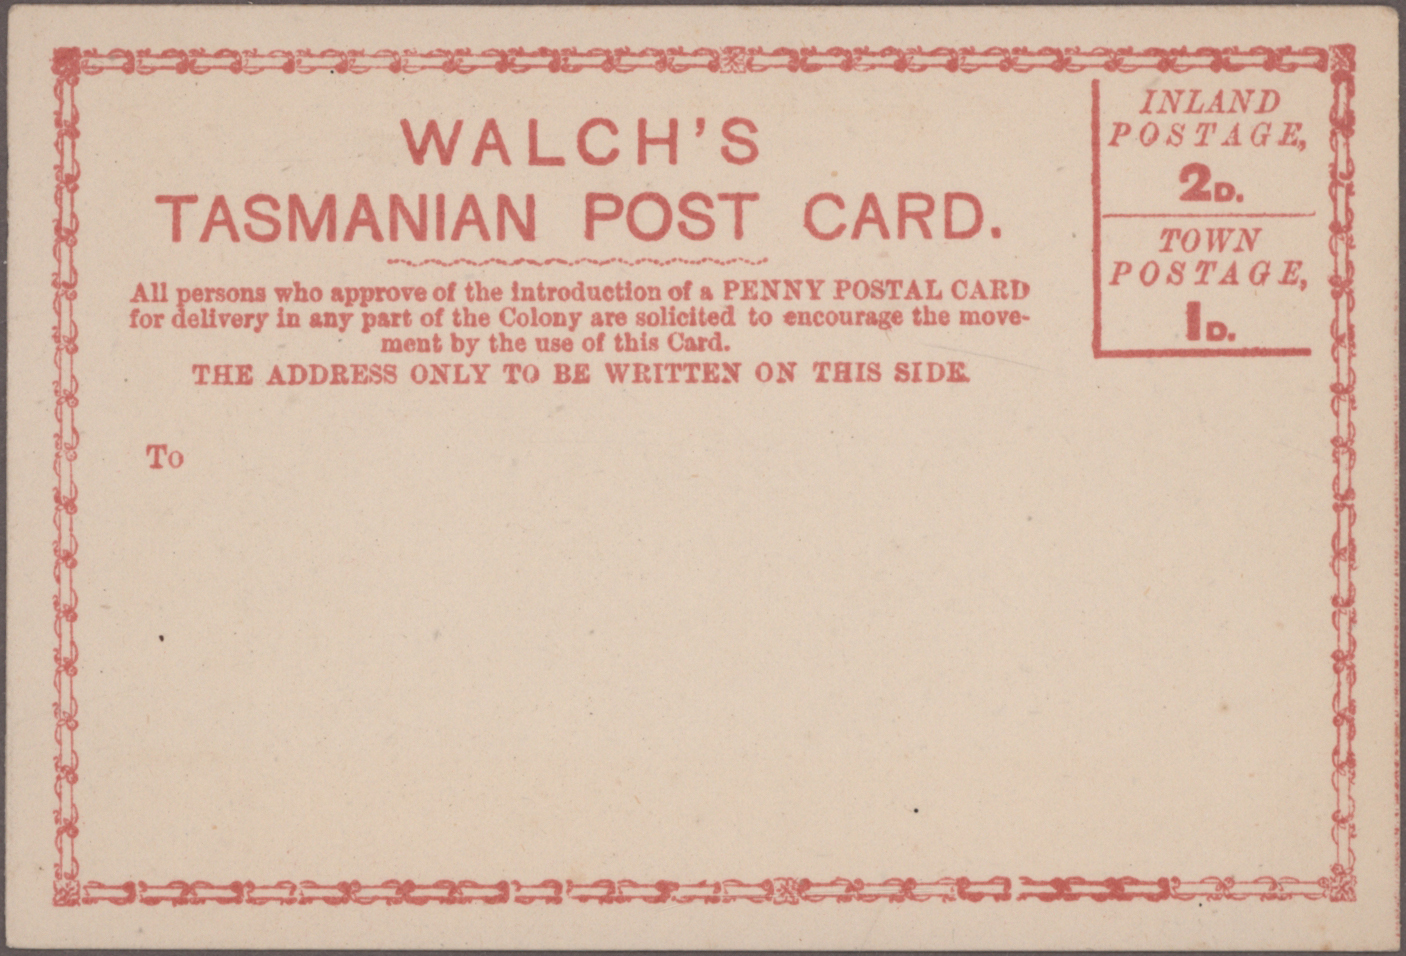 WALCH'S
TASMANIAN POST CARD.
All persons who approve of the introduction of a PENNY POSTAL CARD
for delivery in any part of the Colony are solicited to encourage the move-
ment by the use of this Card.
THE ADDRESS ONLY TO BE WRITTEN ON THIS SIDE.
To
INLAND
POSTAGE,
2D.
TOWN
POSTAGE,
1D.